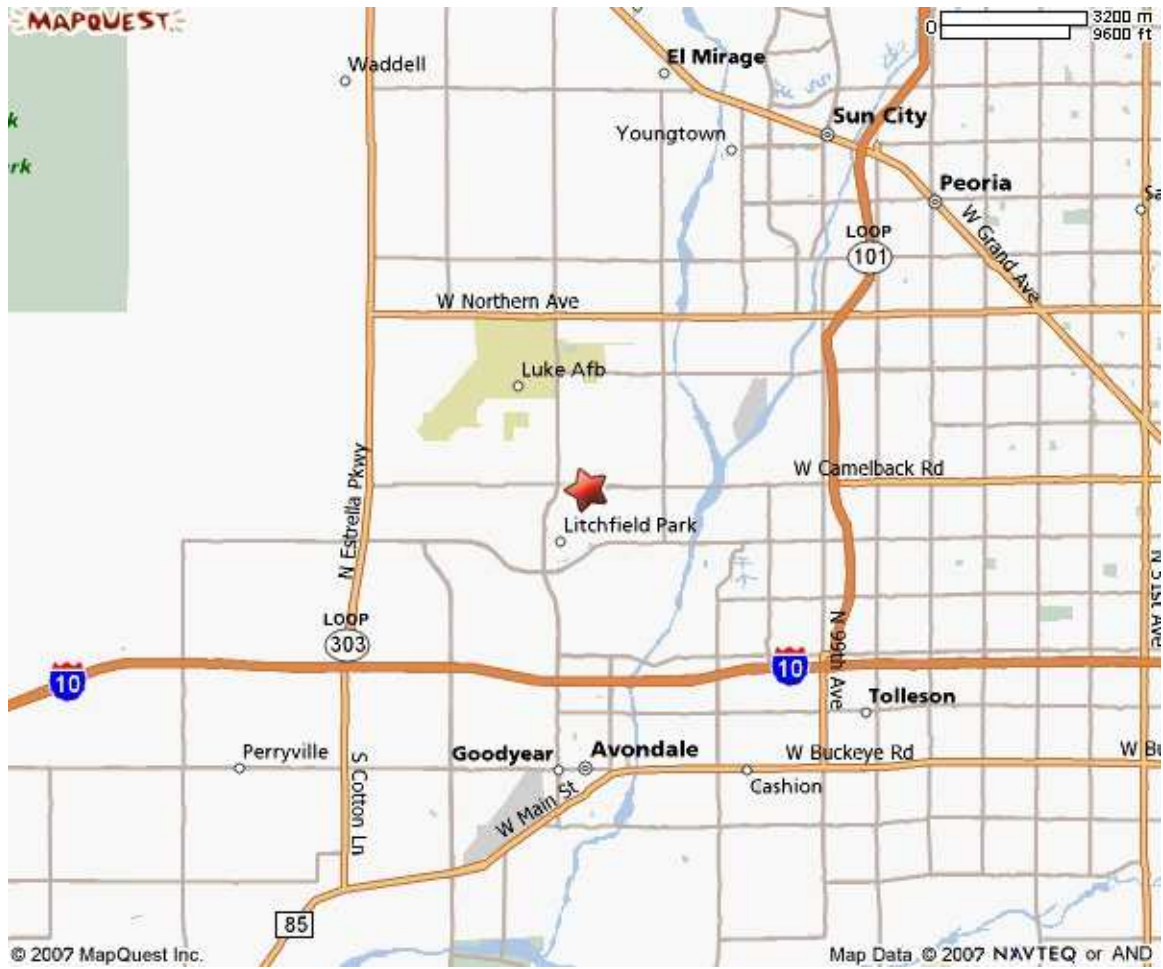 MAPQUEST
0
3200 m
9600 ft
Waddell
El Mirage
Sun City
Youngtown
Peoria
LOOP
101
W Grand Ave
W Northern Ave
Luke Afb
N Estrella Pkwy
W Camelback Rd
Litchfield Park
N 51st Ave
LOOP
303
10
10
N 99th Ave
Tolleson
Perryville
S Cotton Ln
Goodyear
Avondale
W Buckeye Rd
W Main St
Cashion
85
© 2007 MapQuest Inc.
Map Data © 2007 NAVTEQ or AND